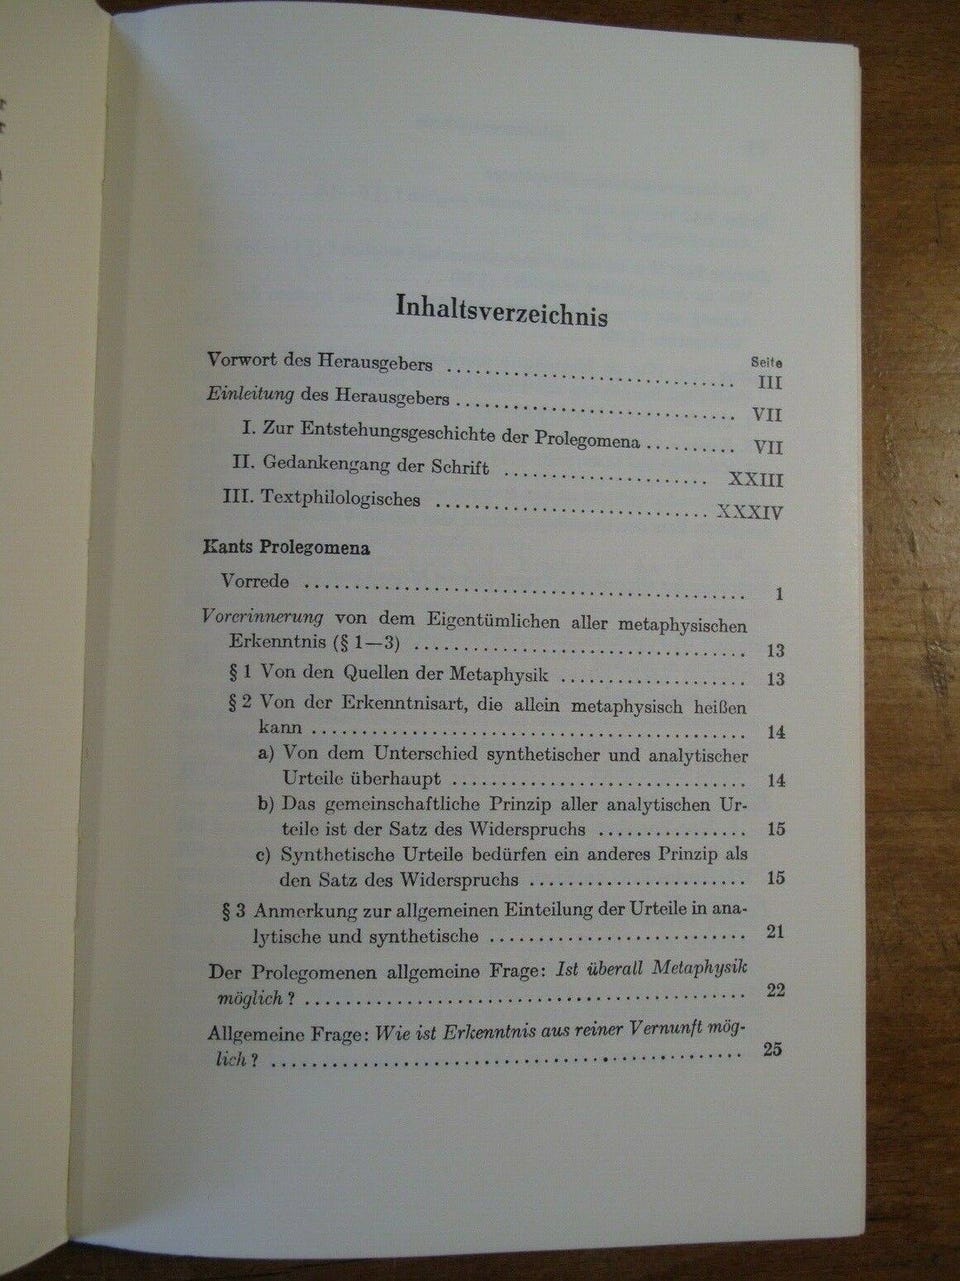 Inhaltsverzeichnis
Seite
Vorwort des Herausgebers ........................... III
Einleitung des Herausgebers ........................... VII
I. Zur Entstehungsgeschichte der Prolegomena ......... VII
II. Gedankengang der Schrift .................... XXIII
III. Textphilologisches ........................... XXXIV
Kants Prolegomena
Vorrede ........................................... 1
Vorerinnerung von dem Eigentümlichen aller metaphysischen
Erkenntnis (§ 1—3) ................................ 13
§ 1 Von den Quellen der Metaphysik ................... 13
§ 2 Von der Erkenntnisart, die allein metaphysisch heißen
kann ........................................... 14
a) Von dem Unterschied synthetischer und analytischer
Urteile überhaupt ............................. 14
b) Das gemeinschaftliche Prinzip aller analytischen Ur-
teile ist der Satz des Widerspruchs ............... 15
c) Synthetische Urteile bedürfen ein anderes Prinzip als
den Satz des Widerspruchs ...................... 15
§ 3 Anmerkung zur allgemeinen Einteilung der Urteile in ana-
lytische und synthetische ......................... 21
Der Prolegomenen allgemeine Frage: Ist überall Metaphysik
möglich? ........................................... 22
Allgemeine Frage: Wie ist Erkenntnis aus reiner Vernunft mög-
lich? .............................................. 25